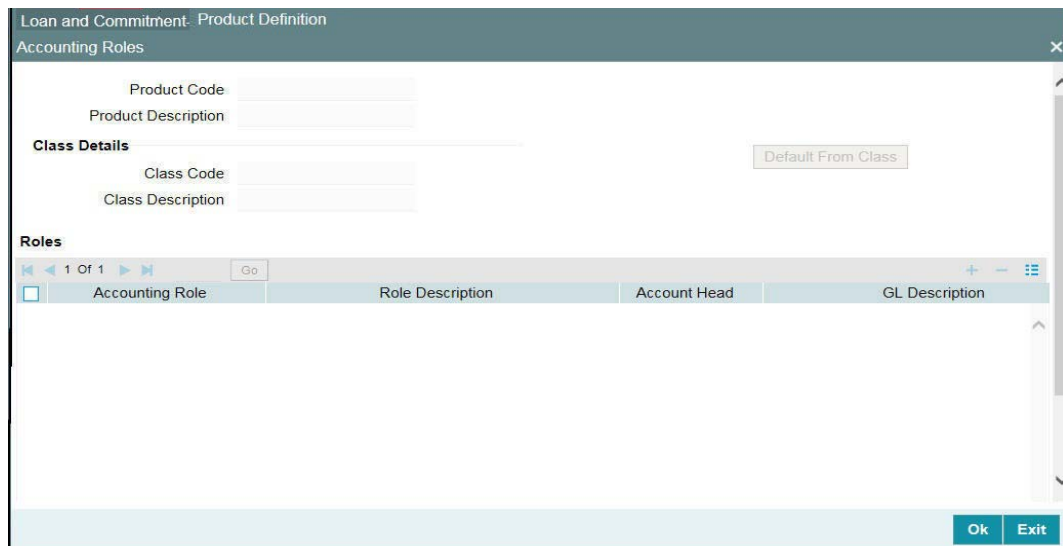 Loan and Commitment- Product Definition
Accounting Roles
Product Code
Product Description
Class Details
Default From Class
Class Code
Class Description
Roles
1 Of 1 Go
Accounting Role Role Description Account Head GL Description
Ok Exit